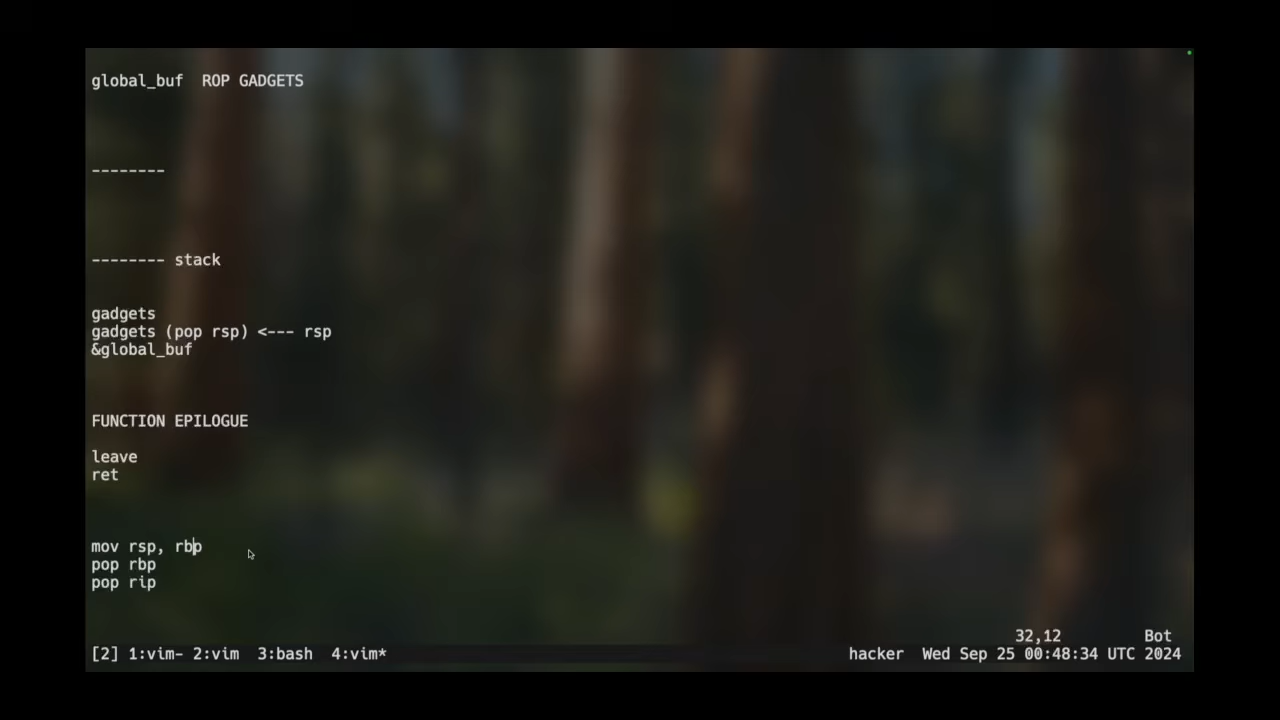 global_buf  ROP GADGETS
--------
-------- stack
gadgets
gadgets (pop rsp) <--- rsp
&global_buf
FUNCTION EPILOGUE
leave
ret
mov rsp, rbp
pop rbp
pop rip
32,12         Bot
[2] 1:vim- 2:vim  3:bash  4:vim*    hacker  Wed Sep 25 00:48:34 UTC 2024